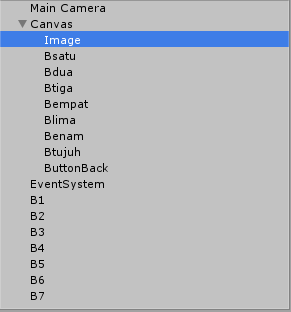 Main Camera
Canvas
Image
Bsatu
Bdua
Btiga
Bempat
Blima
Benam
Btujuh
ButtonBack
EventSystem
B1
B2
B3
B4
B5
B6
B7